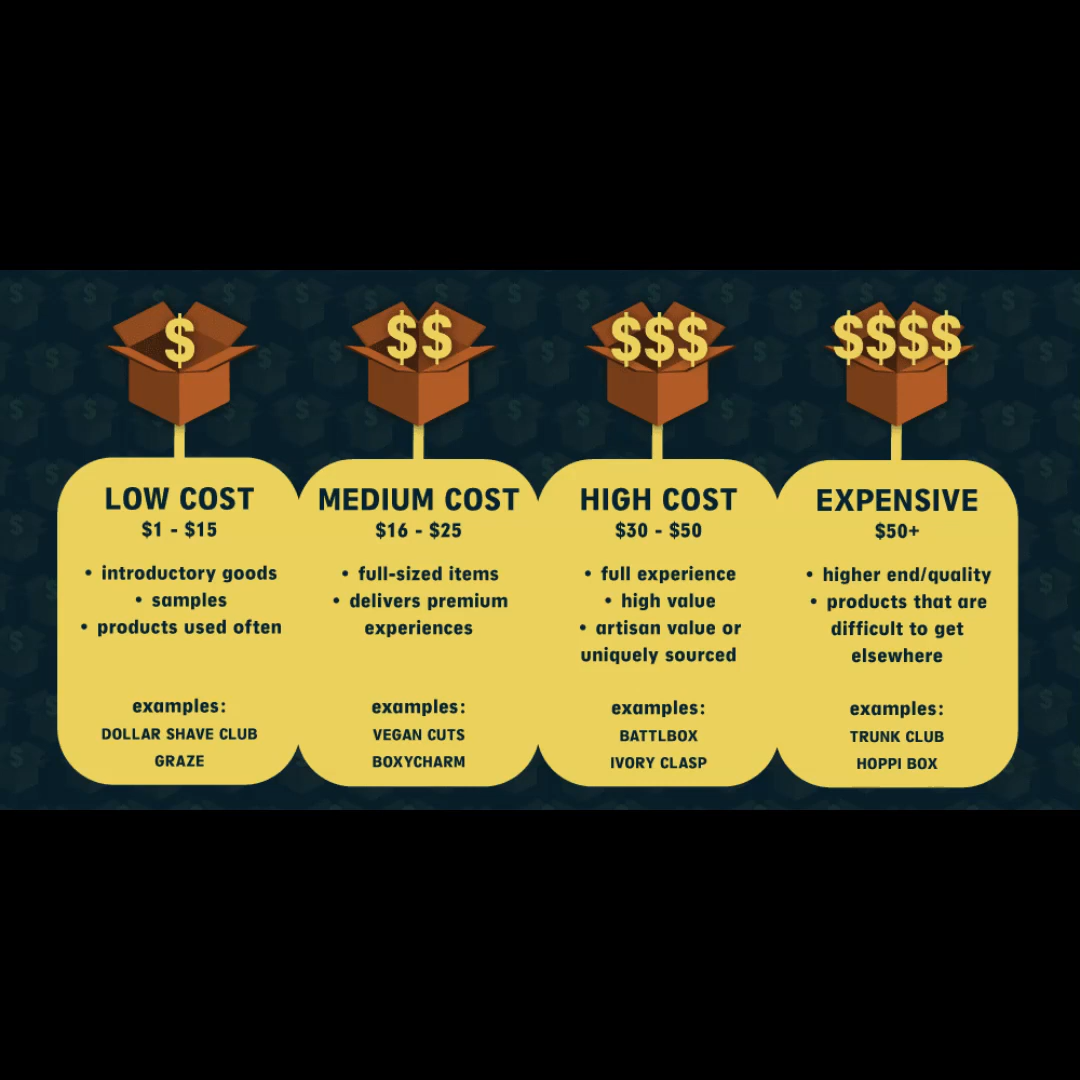 $
$$
$$$
$$$$
LOW COST
$1 - $15
• introductory goods
• samples
• products used often
examples:
DOLLAR SHAVE CLUB
GRAZE
MEDIUM COST
$16 - $25
• full-sized items
• delivers premium
experiences
examples:
VEGAN CUTS
BOXYCHARM
HIGH COST
$30 - $50
• full experience
• high value
• artisan value or
uniquely sourced
examples:
BATTLBOX
IVORY CLASP
EXPENSIVE
$50+
• higher end/quality
• products that are
difficult to get
elsewhere
examples:
TRUNK CLUB
HOPPI BOX